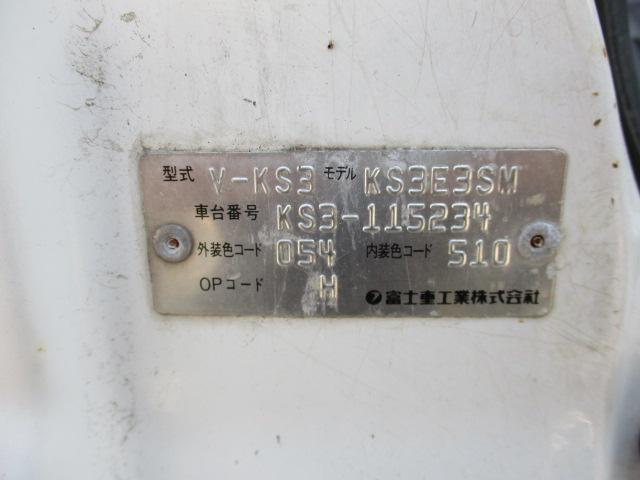 型式 V-KS3 モデル KS3E3SM
車台番号 KS3-115234
外装色コード 054 内装色コード 510
OPコード H 富士重工業株式会社